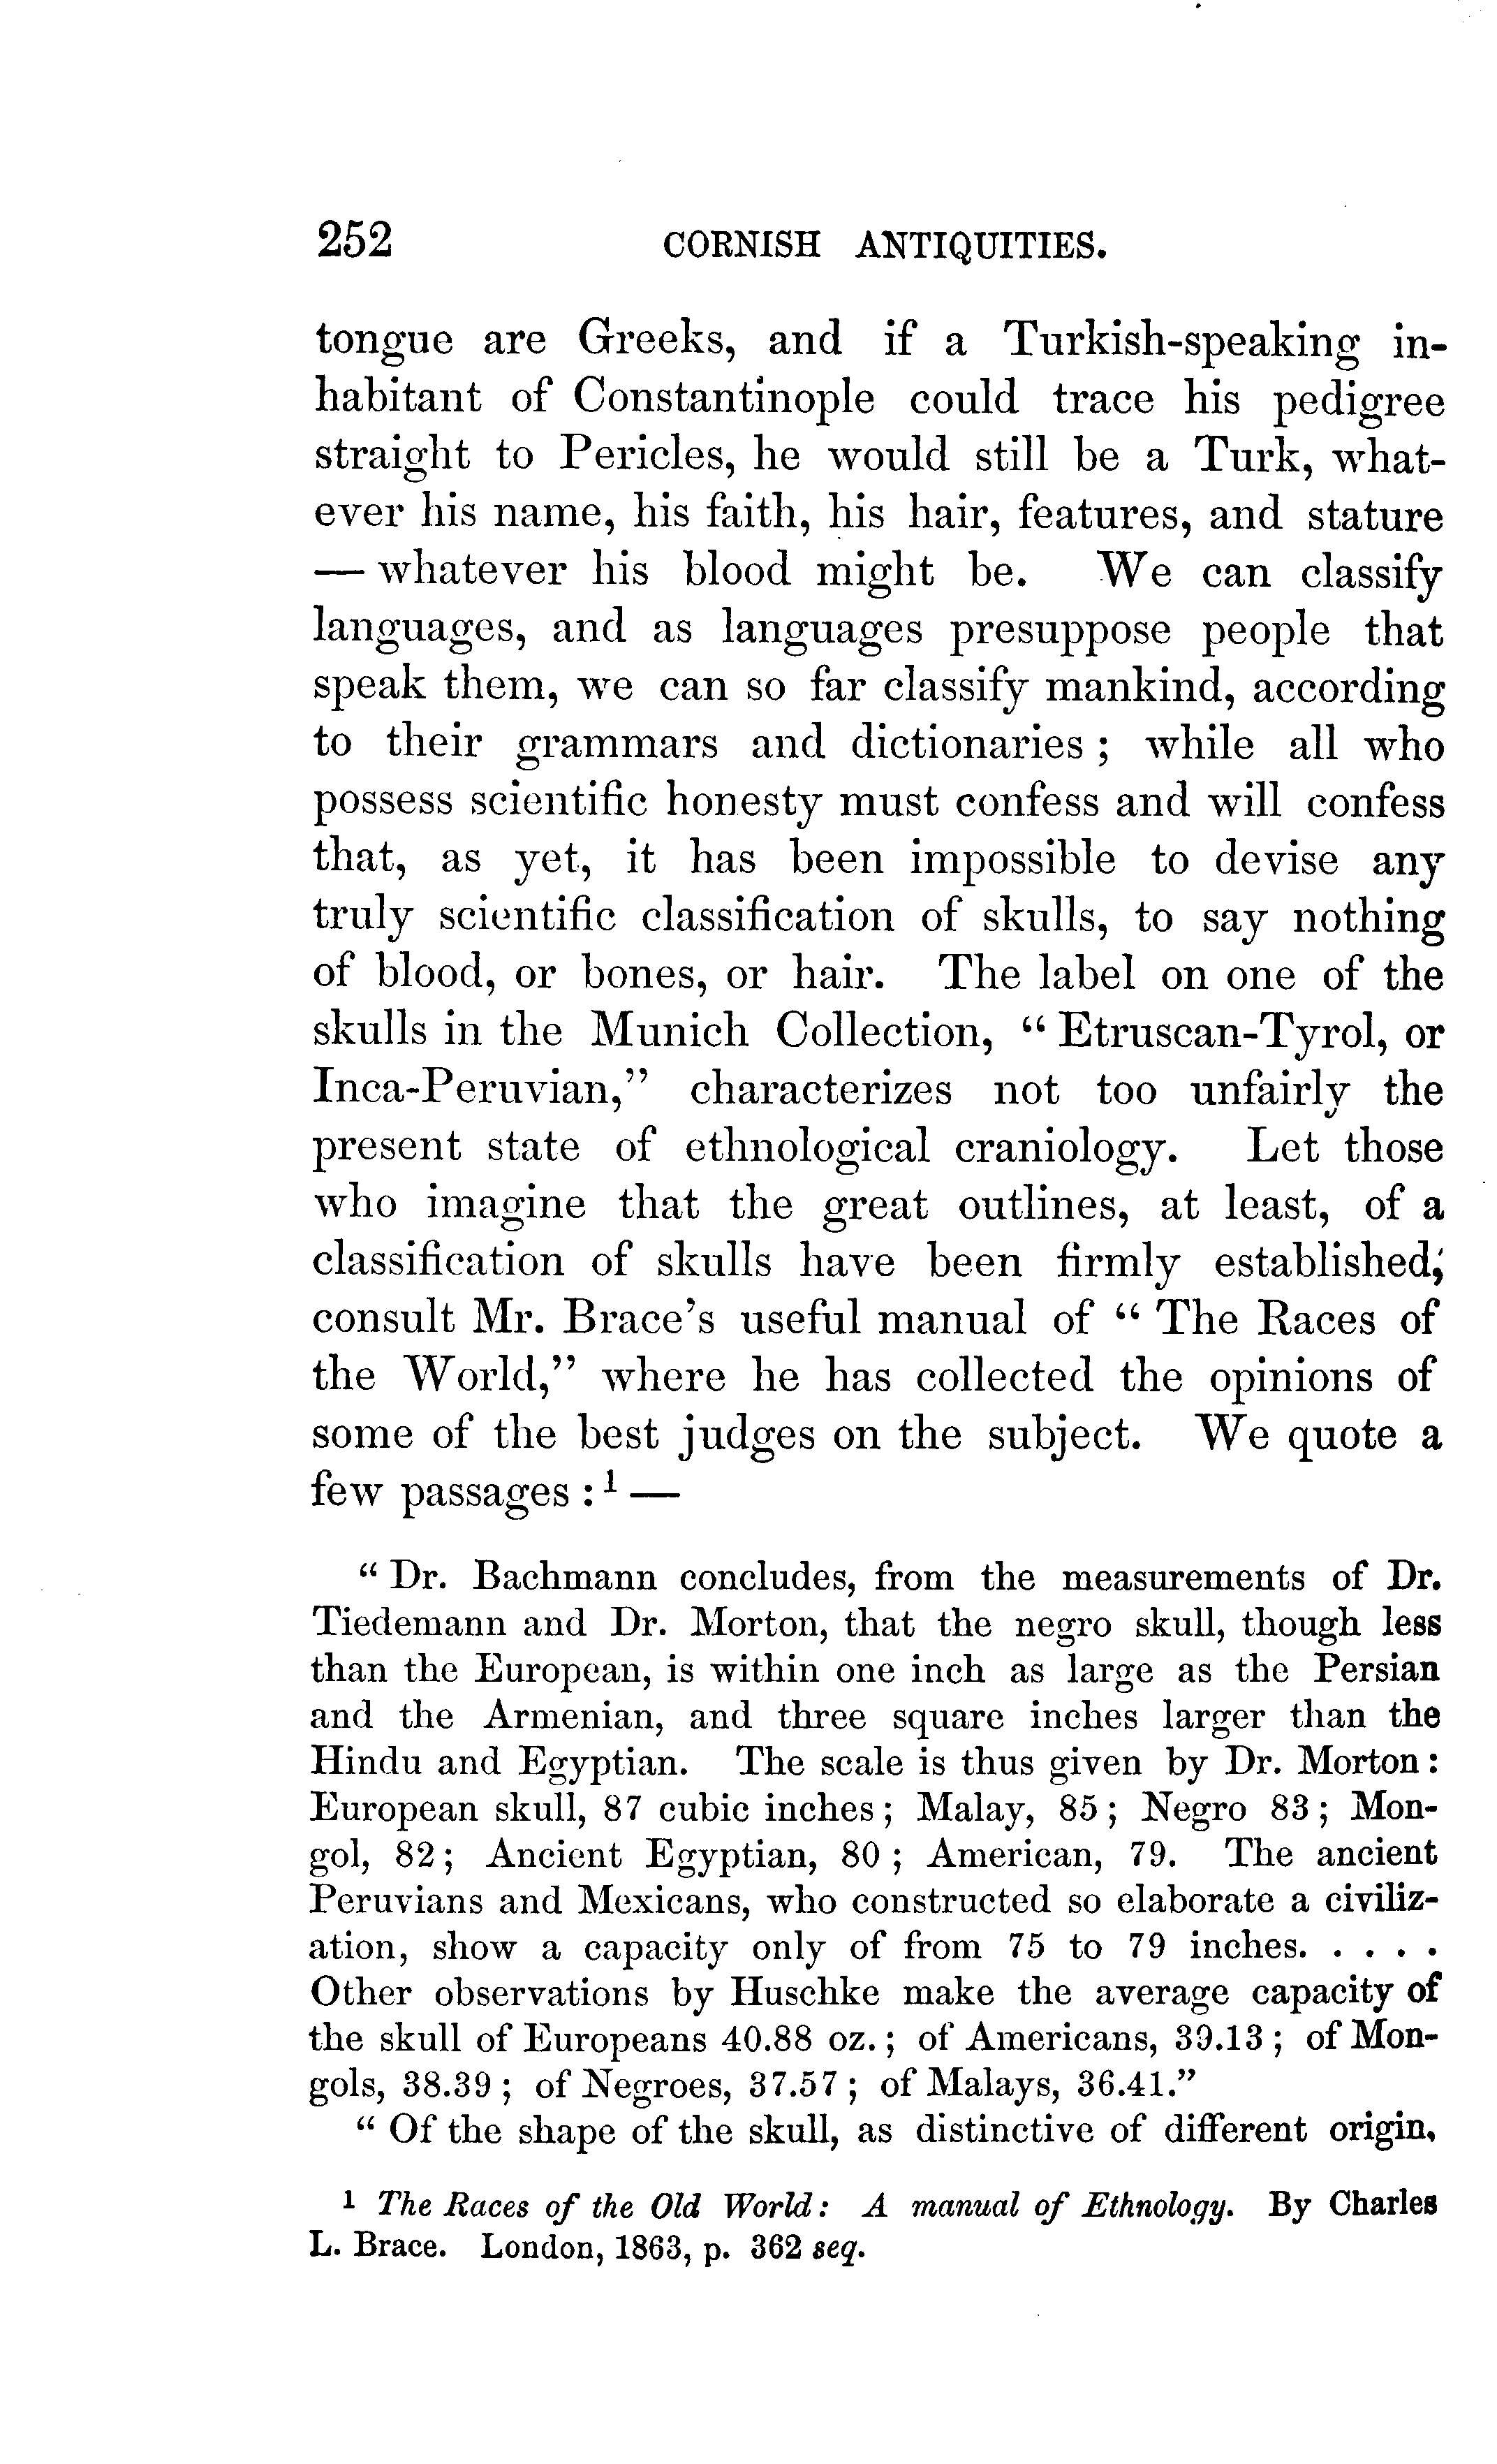 252 CORNISH ANTIQUITIES.
tongue are Greeks, and if a Turkish-speaking in-
habitant of Constantinople could trace his pedigree
straight to Pericles, he would still be a Turk, what-
ever his name, his faith, his hair, features, and stature
— whatever his blood might be. We can classify
languages, and as languages presuppose people that
speak them, we can so far classify mankind, according
to their grammars and dictionaries ; while all who
possess scientific honesty must confess and will confess
that, as yet, it has been impossible to devise any
truly scientific classification of skulls, to say nothing
of blood, or bones, or hair. The label on one of the
skulls in the Munich Collection, “ Etruscan-Tyrol, or
Inca-Peruvian,” characterizes not too unfairly the
present state of ethnological craniology. Let those
who imagine that the great outlines, at least, of a
classification of skulls have been firmly established,
consult Mr. Brace’s useful manual of “ The Races of
the World,” where he has collected the opinions of
some of the best judges on the subject. We quote a
few passages : ¹ —
“ Dr. Bachmann concludes, from the measurements of Dr.
Tiedemann and Dr. Morton, that the negro skull, though less
than the European, is within one inch as large as the Persian
and the Armenian, and three square inches larger than the
Hindu and Egyptian. The scale is thus given by Dr. Morton :
European skull, 87 cubic inches ; Malay, 85 ; Negro 83 ; Mon-
gol, 82 ; Ancient Egyptian, 80 ; American, 79. The ancient
Peruvians and Mexicans, who constructed so elaborate a civiliz-
ation, show a capacity only of from 75 to 79 inches. . . . .
Other observations by Huschke make the average capacity of
the skull of Europeans 40.88 oz. ; of Americans, 39.13 ; of Mon-
gols, 38.39 ; of Negroes, 37.57 ; of Malays, 36.41.”
“ Of the shape of the skull, as distinctive of different origin,
¹ The Races of the Old World : A manual of Ethnology. By Charles
L. Brace. London, 1863, p. 362 seq.